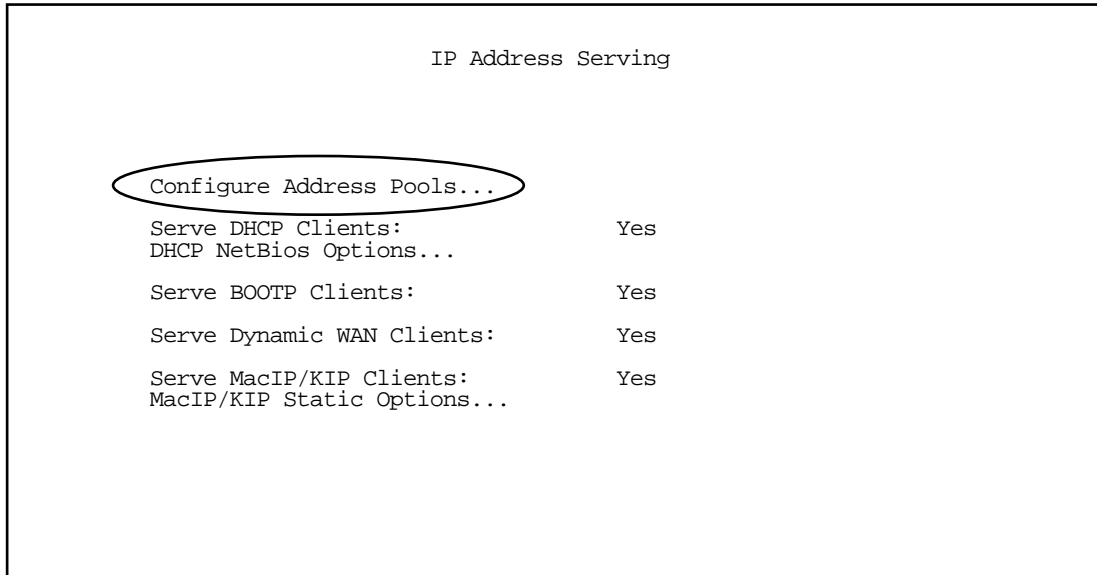 IP Address Serving
Configure Address Pools...
Serve DHCP Clients: Yes
DHCP NetBios Options...
Serve BOOTP Clients: Yes
Serve Dynamic WAN Clients: Yes
Serve MacIP/KIP Clients: Yes
MacIP/KIP Static Options...